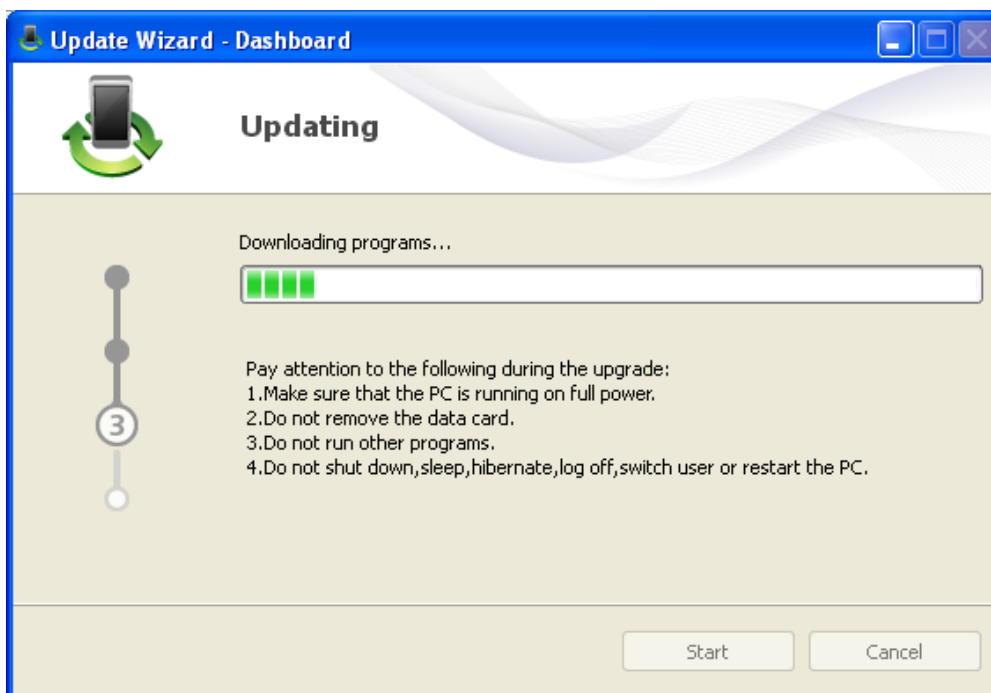 Update Wizard - Dashboard
Updating
Downloading programs...
3
Pay attention to the following during the upgrade:
1.Make sure that the PC is running on full power.
2.Do not remove the data card.
3.Do not run other programs.
4.Do not shut down,sleep,hibernate,log off,switch user or restart the PC.
Start
Cancel